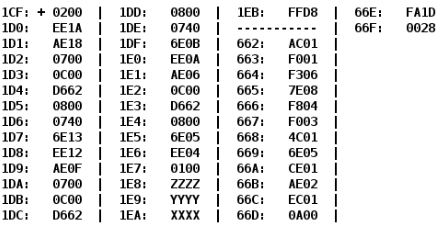 1CF: + 0200 | 1DD: 0800 | 1EB: FFD8 | 66E: FA1D
1D0: EE1A | 1DE: 0740 | ----------- | 66F: 0028
1D1: AE18 | 1DF: 6E0B | 662: AC01 |
1D2: 0700 | 1E0: EE0A | 663: F001 |
1D3: 0C00 | 1E1: AE06 | 664: F306 |
1D4: D662 | 1E2: 0C00 | 665: 7E08 |
1D5: 0800 | 1E3: D662 | 666: F804 |
1D6: 0740 | 1E4: 0800 | 667: F003 |
1D7: 6E13 | 1E5: 6E05 | 668: 4C01 |
1D8: EE12 | 1E6: EE04 | 669: 6E05 |
1D9: AE0F | 1E7: 0100 | 66A: CE01 |
1DA: 0700 | 1E8: ZZZZ | 66B: AE02 |
1DB: 0C00 | 1E9: YYYY | 66C: EC01 |
1DC: D662 | 1EA: XXXX | 66D: 0A00 |